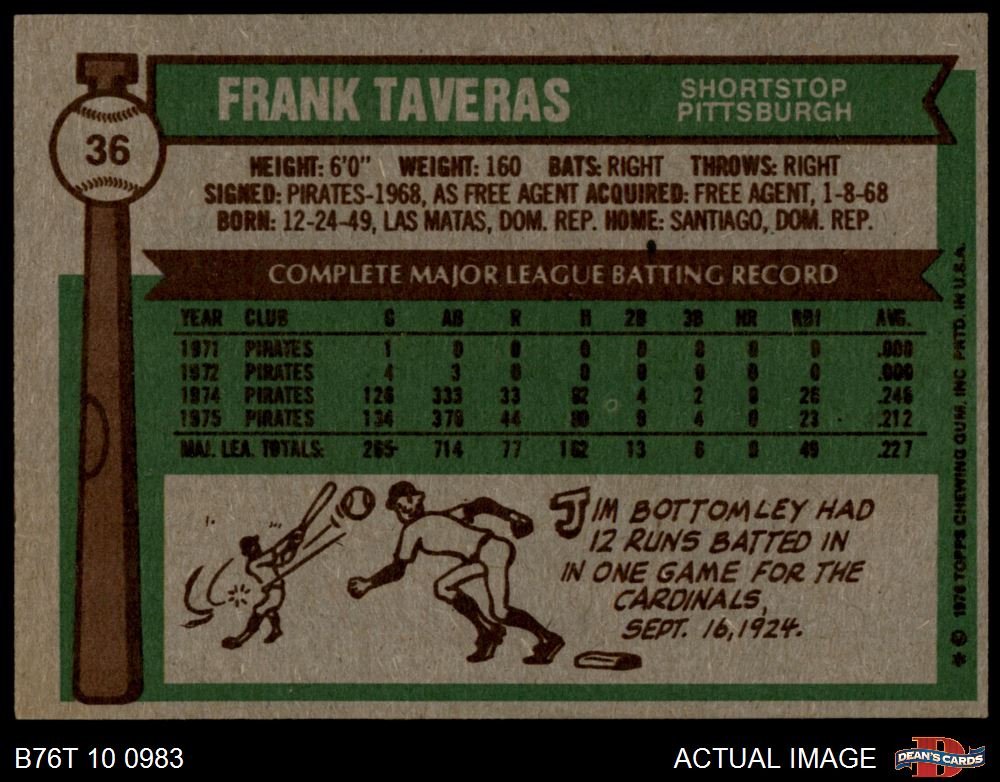 36
FRANK TAVERAS
SHORTSTOP
PITTSBURGH
HEIGHT: 6'0" WEIGHT: 160 BATS: RIGHT THROWS: RIGHT
SIGNED: PIRATES-1968, AS FREE AGENT ACQUIRED: FREE AGENT, 1-8-68
BORN: 12-24-49, LAS MATAS, DOM. REP. HOME: SANTIAGO, DOM. REP.
COMPLETE MAJOR LEAGUE BATTING RECORD
YEAR CLUB G AB R H 2B 3B HR RBI AVG.
1971 PIRATES 1 0 0 0 0 0 0 0 .000
1972 PIRATES 4 3 0 0 0 0 0 0 .000
1974 PIRATES 126 333 33 82 4 2 0 26 .246
1975 PIRATES 134 378 44 80 9 4 0 23 .212
MAJ. LEA. TOTALS: 265 714 77 162 13 6 0 49 .227
JIM BOTTOMLEY HAD
12 RUNS BATTED IN
IN ONE GAME FOR THE
CARDINALS,
SEPT. 16, 1924.
* © 1976 TOPPS CHEWING GUM, INC PRTD. IN U.S.A.
B76T 10 0983
ACTUAL IMAGE
D
DEAN'S CARDS